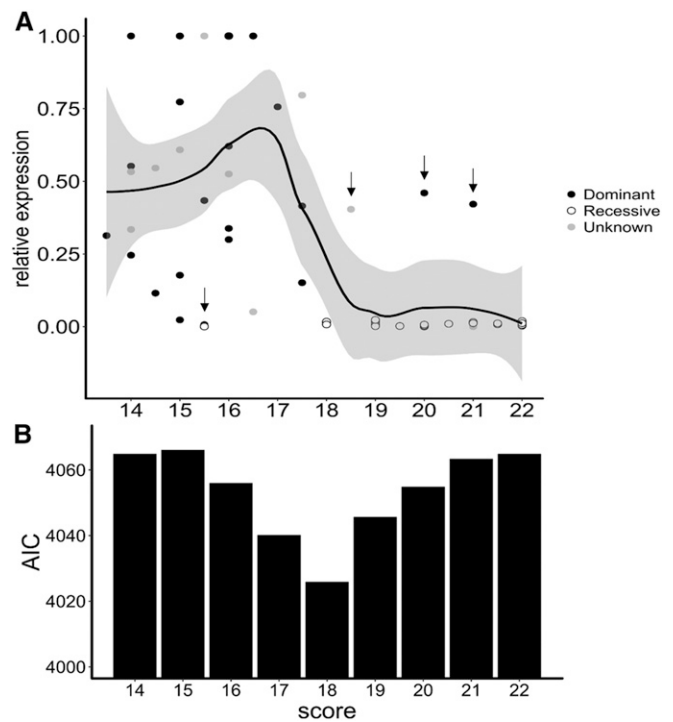 A
1.00
0.75
0.50
0.25
0.00
relative expression
14 15 16 17 18 19 20 21 22
Dominant
Recessive
Unknown
B
4060
4040
4020
4000
AIC
14 15 16 17 18 19 20 21 22
score